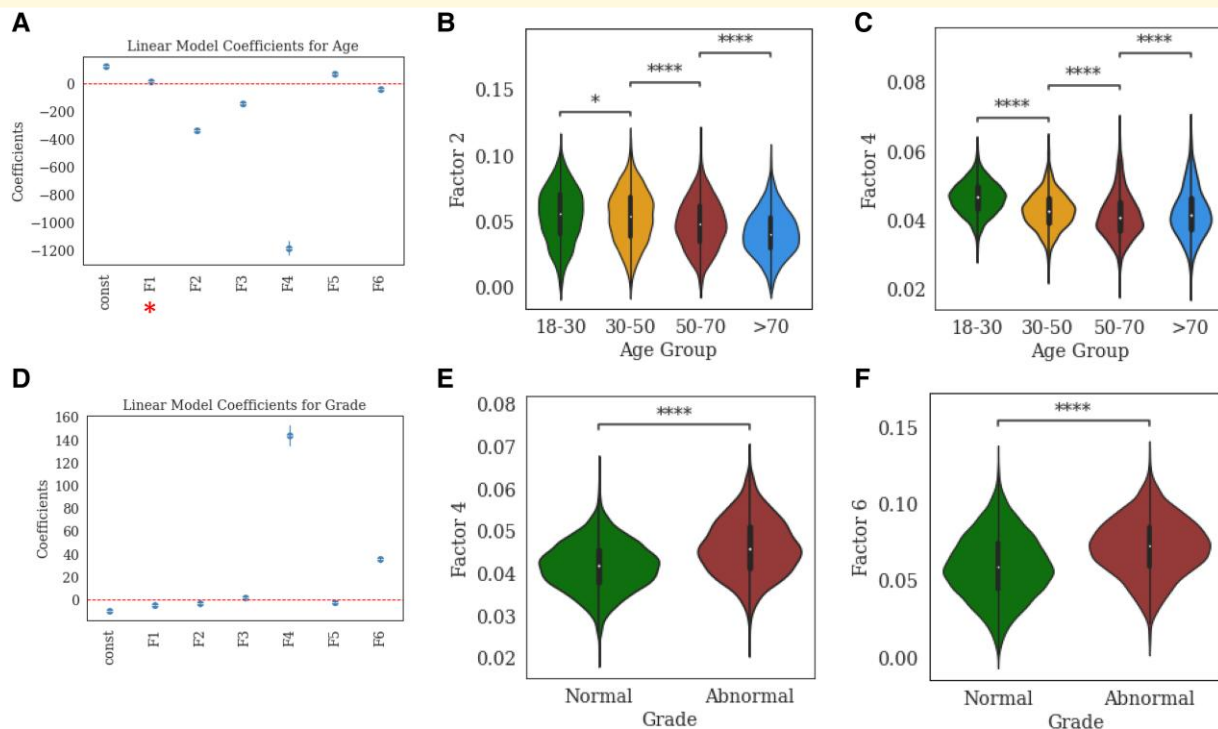 A
Linear Model Coefficients for Age
Coefficients
0
−200
−400
−600
−800
−1000
−1200
const
F1
F2
F3
F4
F5
F6
*
B
Factor 2
0.15
0.10
0.05
0.00
*
****
****
18-30 30-50 50-70 >70
Age Group
C
Factor 4
0.08
0.06
0.04
0.02
****
****
****
18-30 30-50 50-70 >70
Age Group
D
Linear Model Coefficients for Grade
Coefficients
160
140
120
100
80
60
40
20
0
const
F1
F2
F3
F4
F5
F6
E
Factor 4
0.08
0.07
0.06
0.05
0.04
0.03
0.02
****
Normal Abnormal
Grade
F
Factor 6
0.15
0.10
0.05
0.00
****
Normal Abnormal
Grade